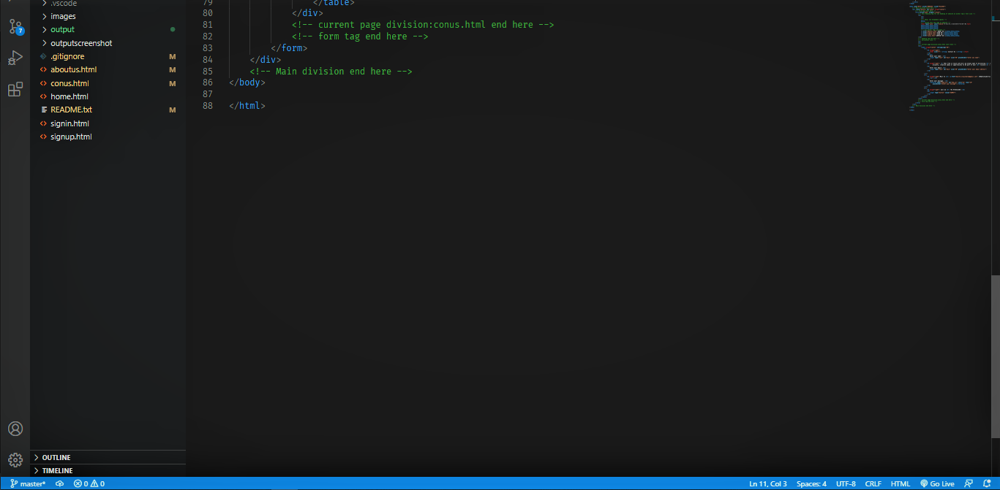 .vscode
images
output
outputscreenshot
.gitignore M
aboutus.html M
conus.html M
home.html
README.txt M
signin.html
signup.html
7
79 </table>
80 </div>
81 <!-- current page division:conus.html end here -->
82 <!-- form tag end here -->
83 </form>
84 </div>
85 <!-- Main division end here -->
86 </body>
87
88 </html>
OUTLINE
TIMELINE
master* 0 0 Ln 11, Col 3 Spaces: 4 UTF-8 CRLF HTML Go Live